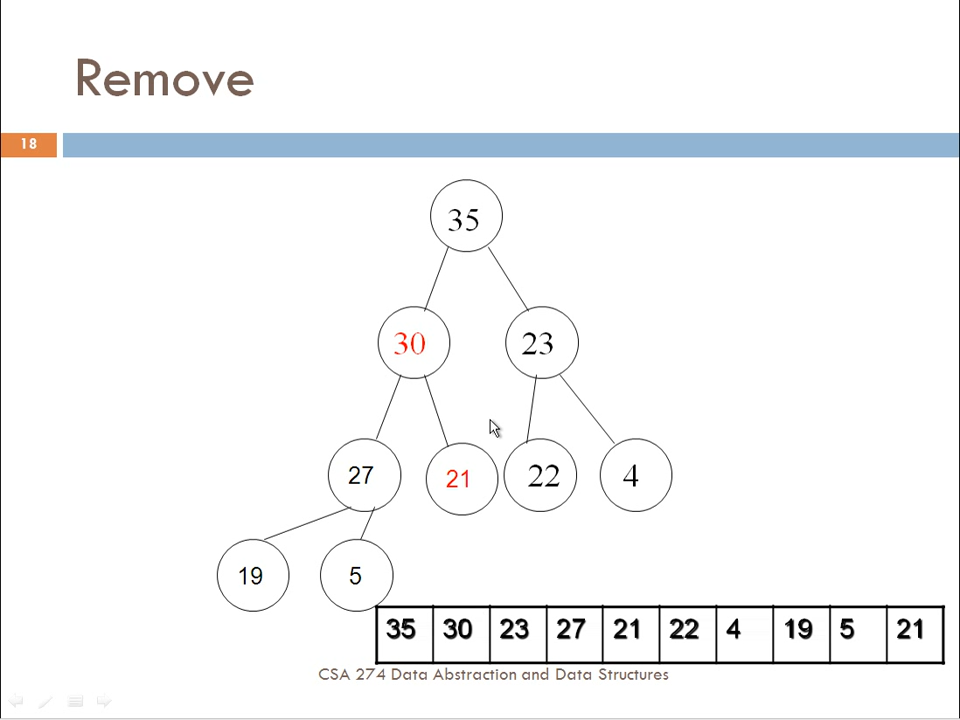 Remove
18
35
30 23
27 21 22 4
19 5
35 30 23 27 21 22 4 19 5 21
CSA 274 Data Abstraction and Data Structures